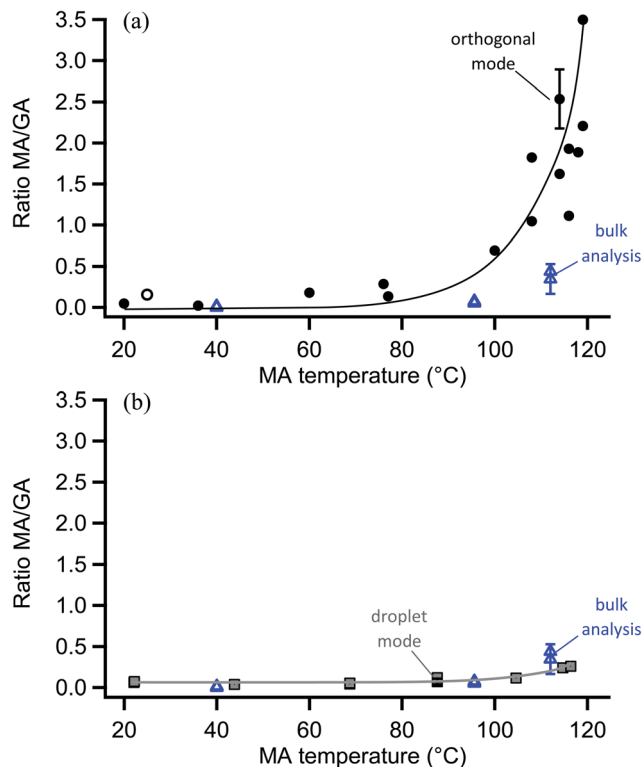 (a)
3.5
3.0
2.5
2.0
1.5
1.0
0.5
0.0
Ratio MA/GA
orthogonal
mode
bulk
analysis
20 40 60 80 100 120
MA temperature (°C)
(b)
3.5
3.0
2.5
2.0
1.5
1.0
0.5
0.0
Ratio MA/GA
droplet
mode
bulk
analysis
20 40 60 80 100 120
MA temperature (°C)